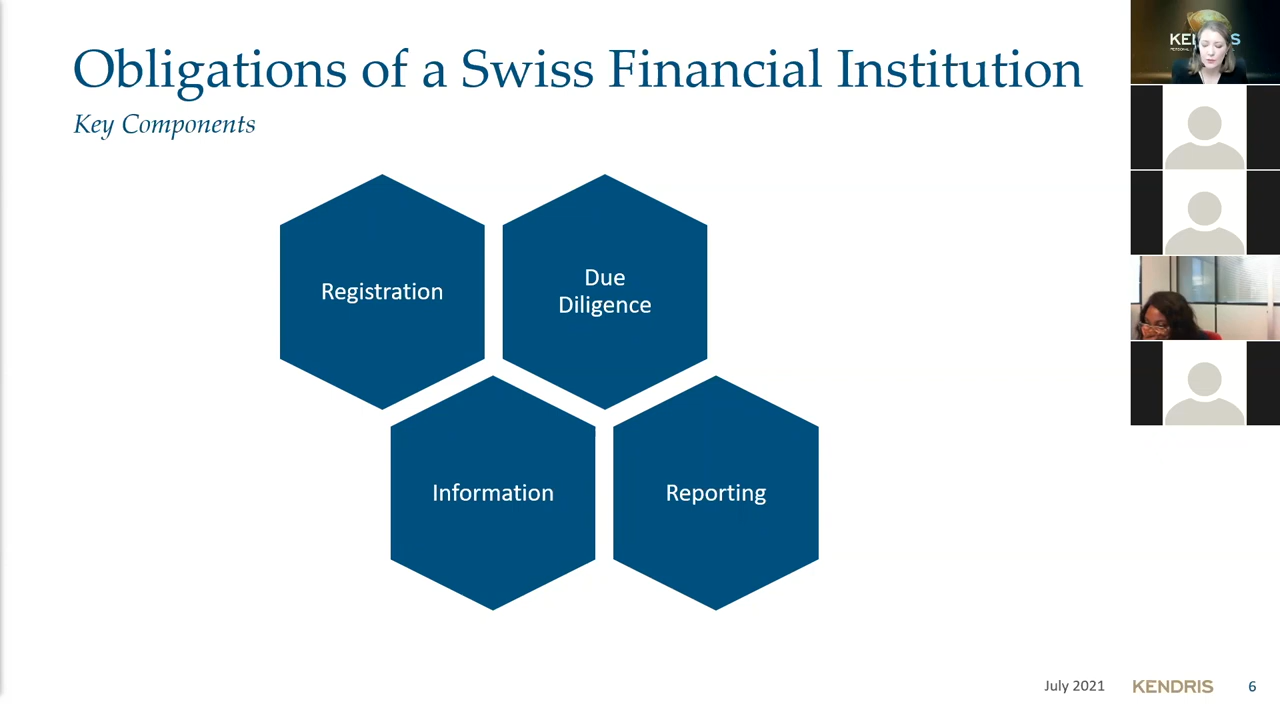 Obligations of a Swiss Financial Institution
Key Components
Registration
Due
Diligence
Information
Reporting
July 2021
KENDRIS
6